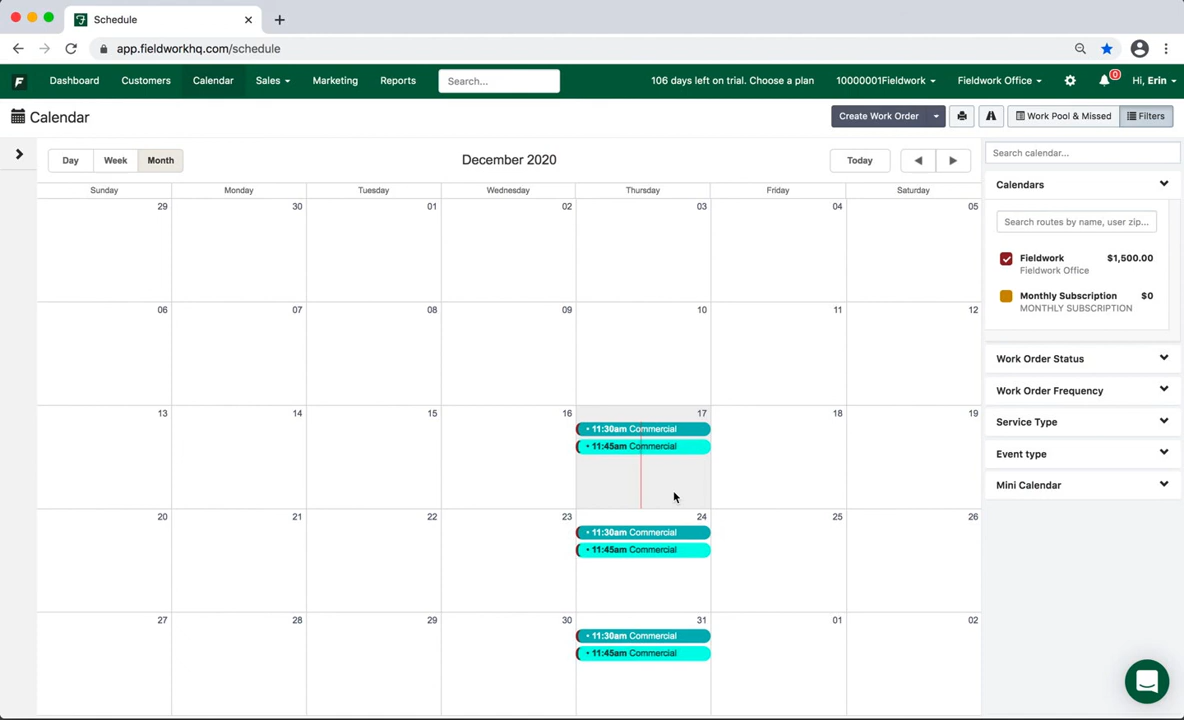 Schedule
app.fieldworkhq.com/schedule
F Dashboard Customers Calendar Sales Marketing Reports Search... 106 days left on trial. Choose a plan 10000001Fieldwork Fieldwork Office 0 Hi, Erin
Calendar Create Work Order Work Pool & Missed Filters
Day Week Month December 2020 Today Search calendar...
Sunday Monday Tuesday Wednesday Thursday Friday Saturday
29 30 01 02 03 04 05
06 07 08 09 10 11 12
13 14 15 16 17 18 19
11:30am Commercial
11:45am Commercial
20 21 22 23 24 25 26
11:30am Commercial
11:45am Commercial
27 28 29 30 31 01 02
11:30am Commercial
11:45am Commercial
Calendars
Search routes by name, user zip...
Fieldwork $1,500.00
Fieldwork Office
Monthly Subscription $0
MONTHLY SUBSCRIPTION
Work Order Status
Work Order Frequency
Service Type
Event type
Mini Calendar